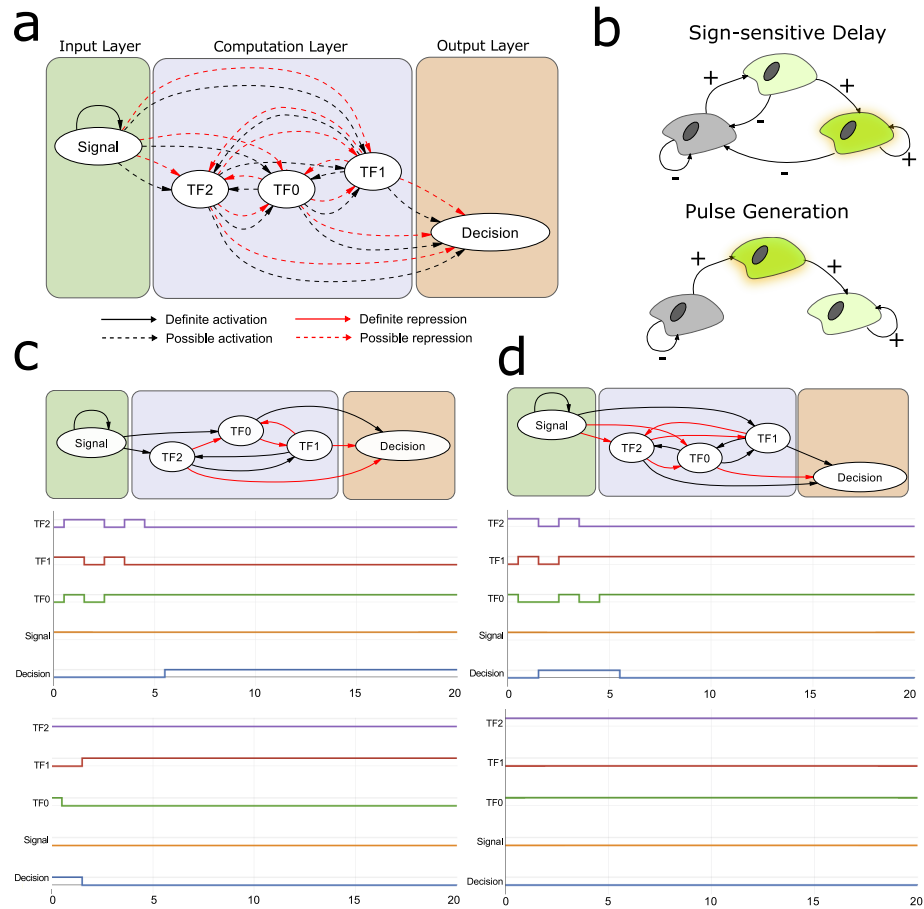 a
Input Layer
Computation Layer
Output Layer
Signal
TF2
TF0
TF1
Decision
Definite activation
Definite repression
Possible activation
Possible repression
b
Sign-sensitive Delay
+
+
-
-
-
+
Pulse Generation
+
+
-
+
c
Signal
TF0
TF2
TF1
Decision
TF2
TF1
TF0
Signal
Decision
0 5 10 15 20
TF2
TF1
TF0
Signal
Decision
0 5 10 15 20
d
Signal
TF1
TF2
TF0
Decision
TF2
TF1
TF0
Signal
Decision
0 5 10 15 20
TF2
TF1
TF0
Signal
Decision
0 5 10 15 20